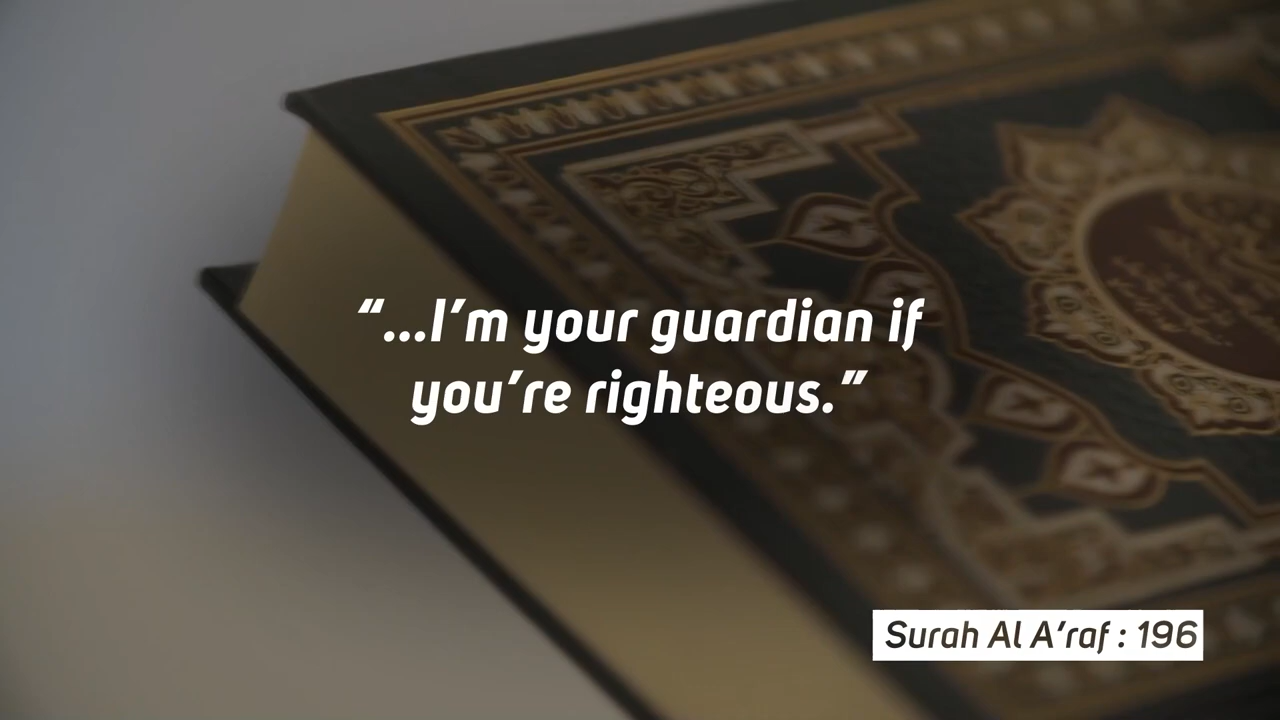 “...I’m your guardian if
you’re righteous.”
Surah Al A’raf : 196